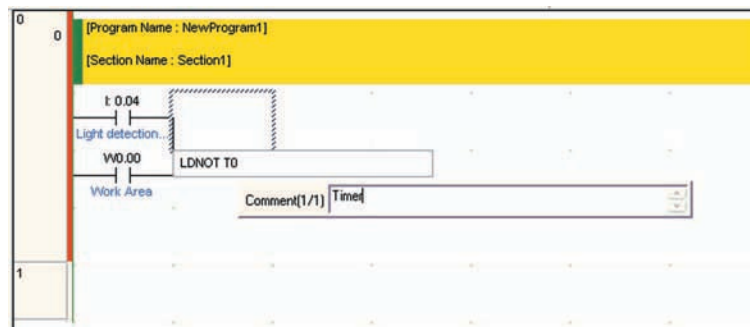 0
0
[Program Name : NewProgram1]
[Section Name : Section1]
I: 0.04
Light detection...
W0.00
LDNOT T0
Work Area
Comment(1/1) Timer
1